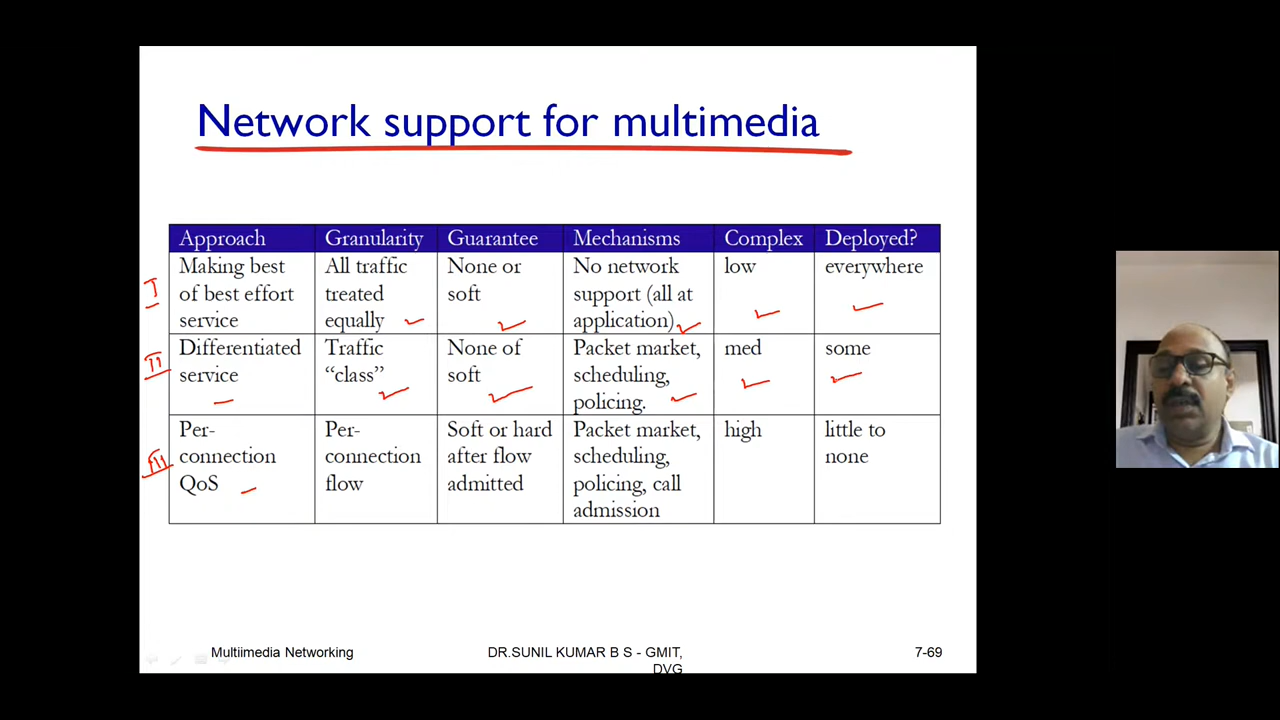 Network support for multimedia
Approach Granularity Guarantee Mechanisms Complex Deployed?
Making best All traffic None or No network low everywhere
of best effort treated soft support (all at
service equally application)
I
Differentiated Traffic None of Packet market, med some
service "class" soft scheduling,
policing.
II
Per- Per- Soft or hard Packet market, high little to
connection connection after flow scheduling, none
QoS flow admitted policing, call
admission
III
Multiimedia Networking DR.SUNIL KUMAR B S - GMIT, 7-69
DVG